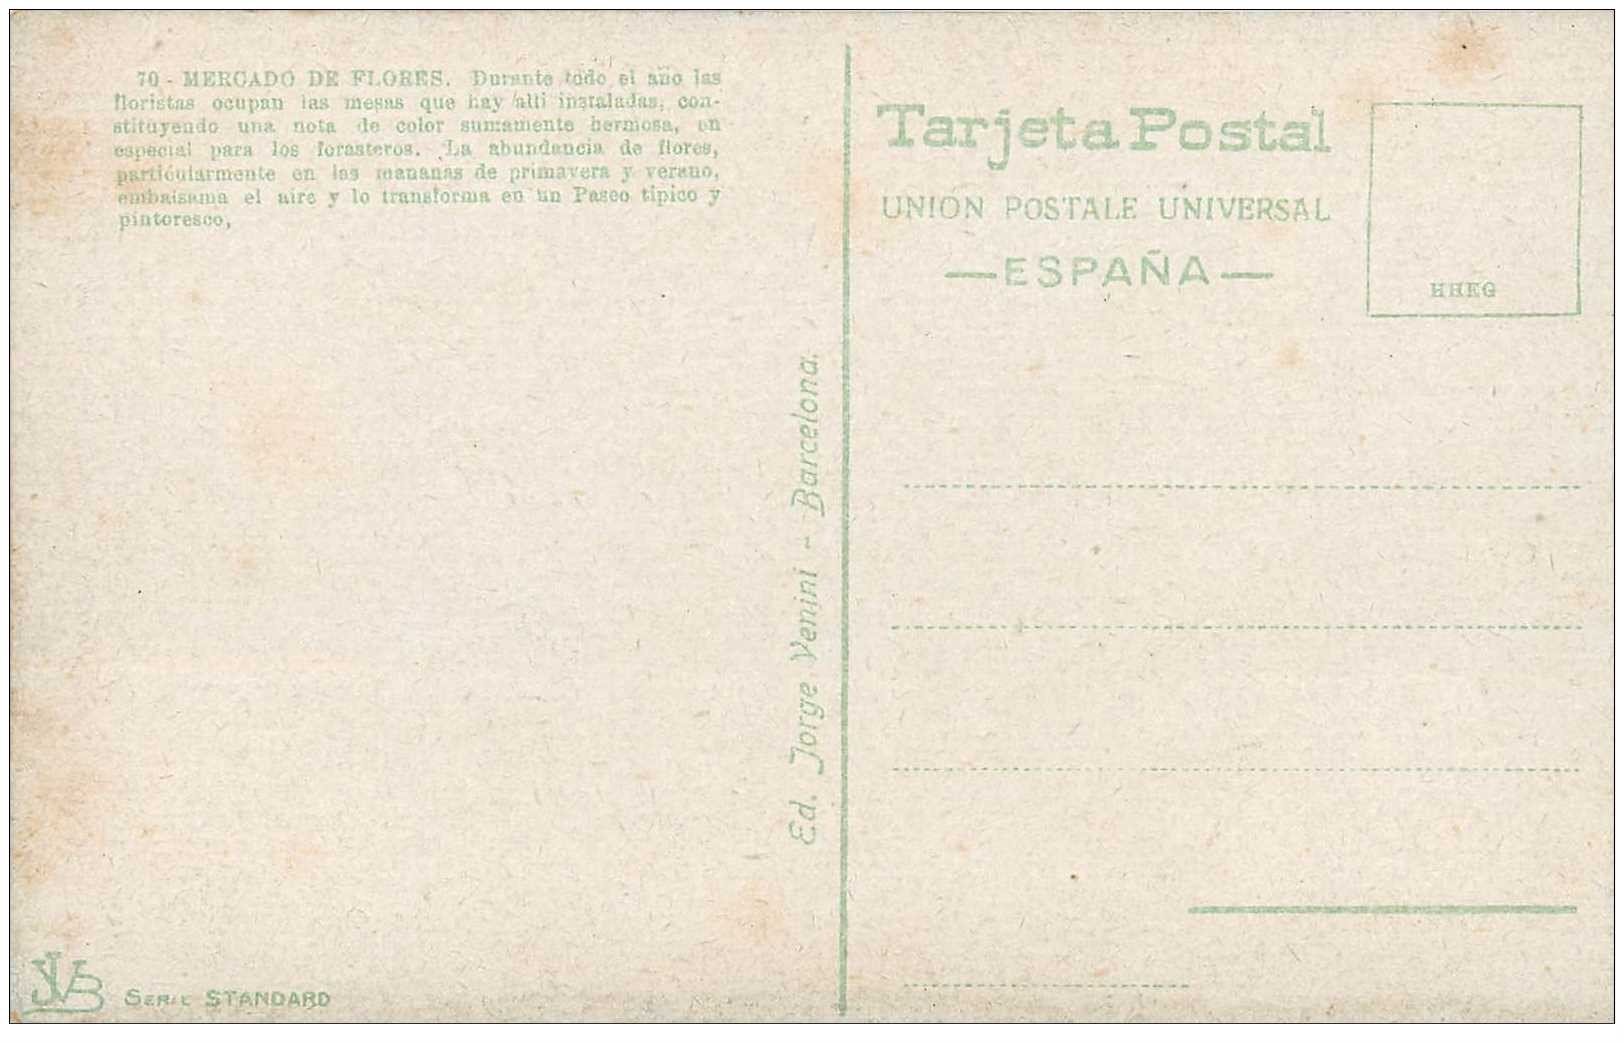 70 - MERCADO DE FLORES. Durante todo el año las
floristas ocupan las mesas que hay alli instaladas, con-
stituyendo una nota de color sumamente hermosa, en
especial para los forasteros. La abundancia de flores,
particularmente en las mananas de primavera y verano,
embalsama el aire y lo transforma en un Paseo tipico y
pintoresco,
Tarjeta Postal
UNION POSTALE UNIVERSAL
—ESPAÑA—
HHEG
Ed. Jorge Venini - Barcelona.
JVB
SERIE STANDARD